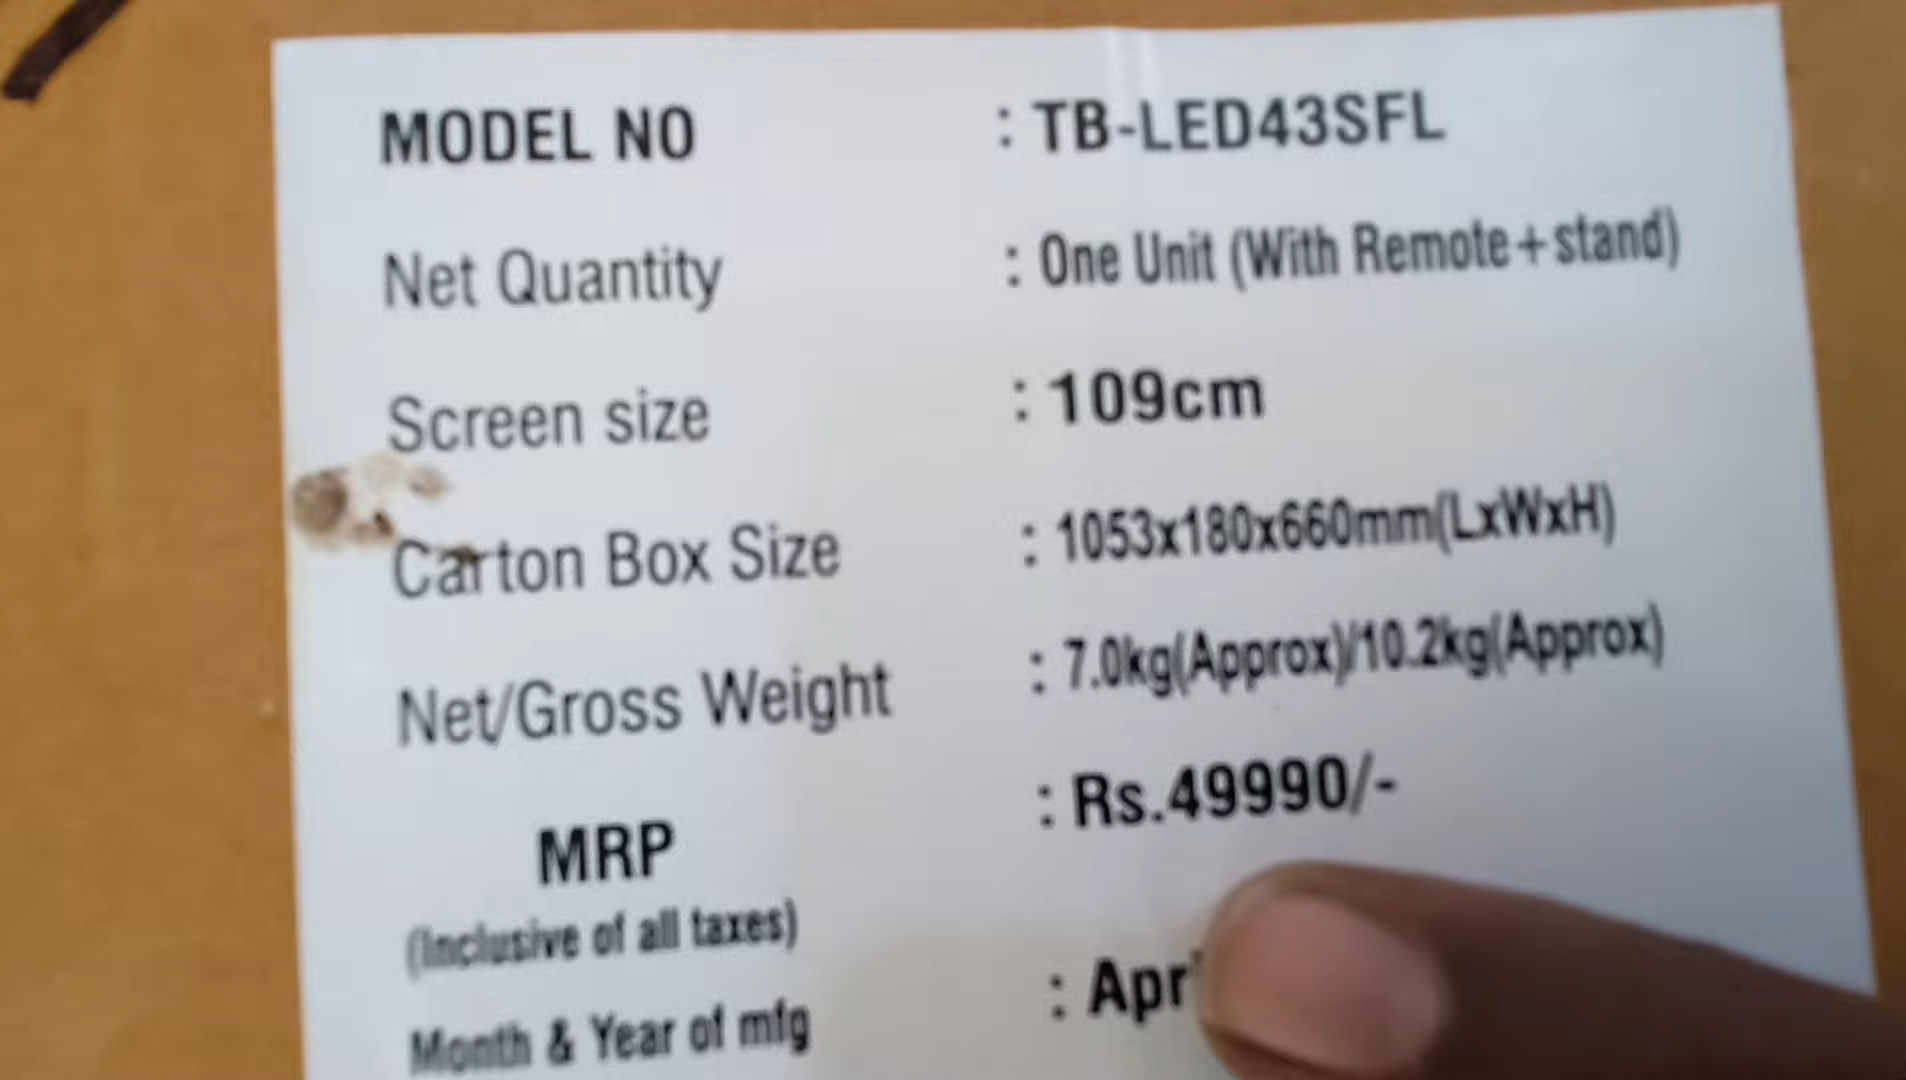 MODEL NO : TB-LED43SFL
Net Quantity : One Unit (With Remote+stand)
Screen size : 109cm
Carton Box Size : 1053x180x660mm(LxWxH)
Net/Gross Weight : 7.0kg(Approx)/10.2kg(Approx)
MRP : Rs.49990/-
(Inclusive of all taxes)
Month & Year of mfg :